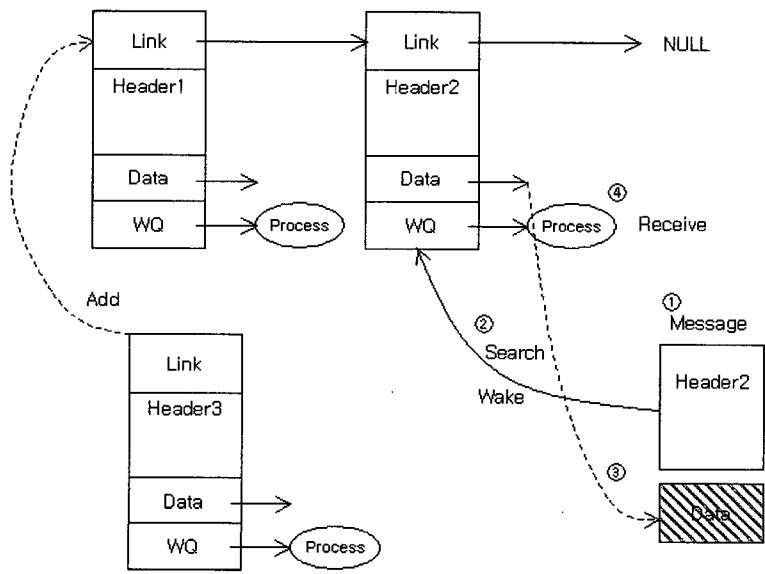 Link
Link
NULL
Header1
Header2
Data
Data
④
WQ
Process
WQ
Process
Receive
Add
①
Message
②
Search
Wake
Header2
Link
Header3
③
Data
Data
WQ
Process